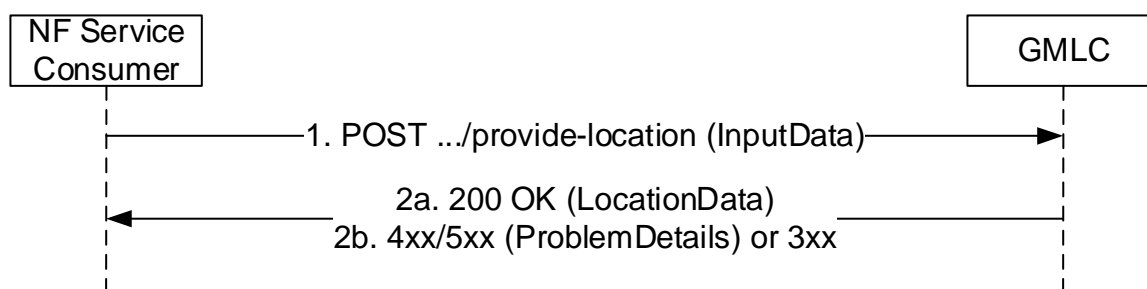 NF Service
Consumer
GMLC
1. POST .../provide-location (InputData)
2a. 200 OK (LocationData)
2b. 4xx/5xx (ProblemDetails) or 3xx